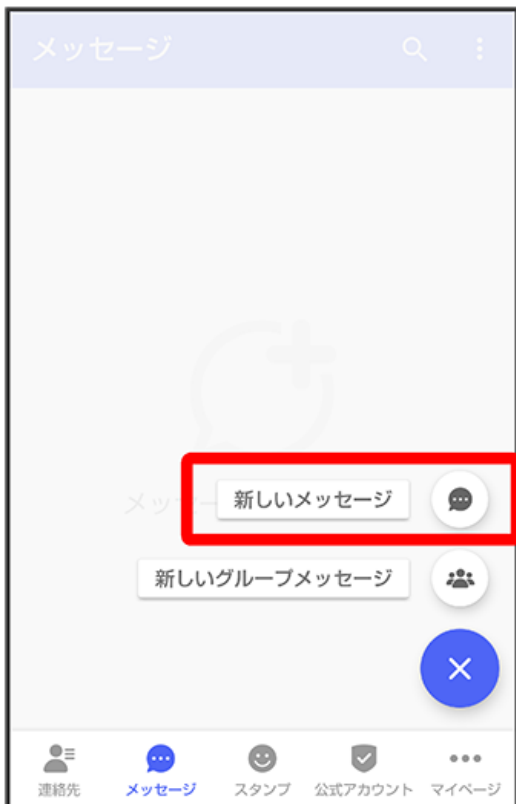 メッセージ
新しいメッセージ
新しいグループメッセージ
連絡先
メッセージ
スタンプ
公式アカウント
マイページ